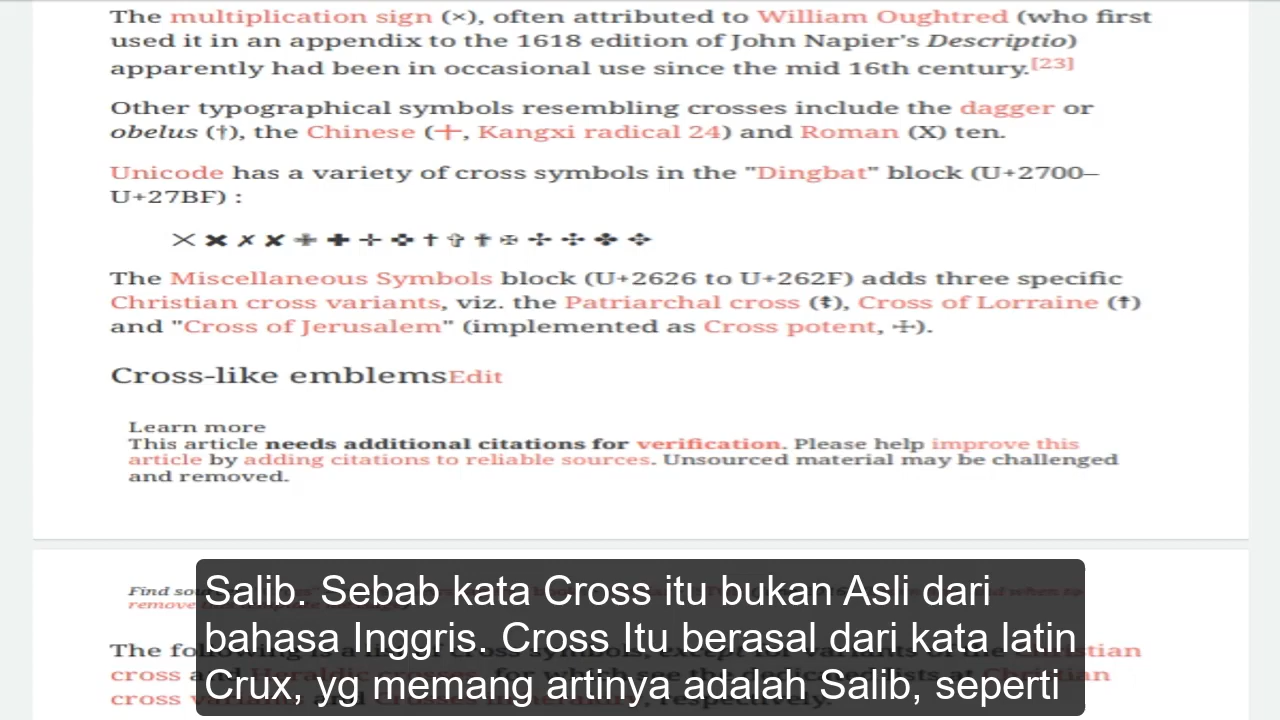 The multiplication sign (×), often attributed to William Oughtred (who first
used it in an appendix to the 1618 edition of John Napier's Descriptio)
apparently had been in occasional use since the mid 16th century.[23]
Other typographical symbols resembling crosses include the dagger or
obelus (†), the Chinese (十, Kangxi radical 24) and Roman (X) ten.
Unicode has a variety of cross symbols in the "Dingbat" block (U+2700–
U+27BF) :
✕ ✖ ✗ ✘ ✙ ✚ ✛ ✜ ✝ ✞ ✟ ✠ ✢ ✣ ✤ ✥
The Miscellaneous Symbols block (U+2626 to U+262F) adds three specific
Christian cross variants, viz. the Patriarchal cross (☦), Cross of Lorraine (☨)
and "Cross of Jerusalem" (implemented as Cross potent, ☩).
Cross-like emblemsEdit
Learn more
This article needs additional citations for verification. Please help improve this
article by adding citations to reliable sources. Unsourced material may be challenged
and removed.
Find
remove
Salib. Sebab kata Cross itu bukan Asli dari
bahasa Inggris. Cross Itu berasal dari kata latin
Crux, yg memang artinya adalah Salib, seperti
The
cross
cross